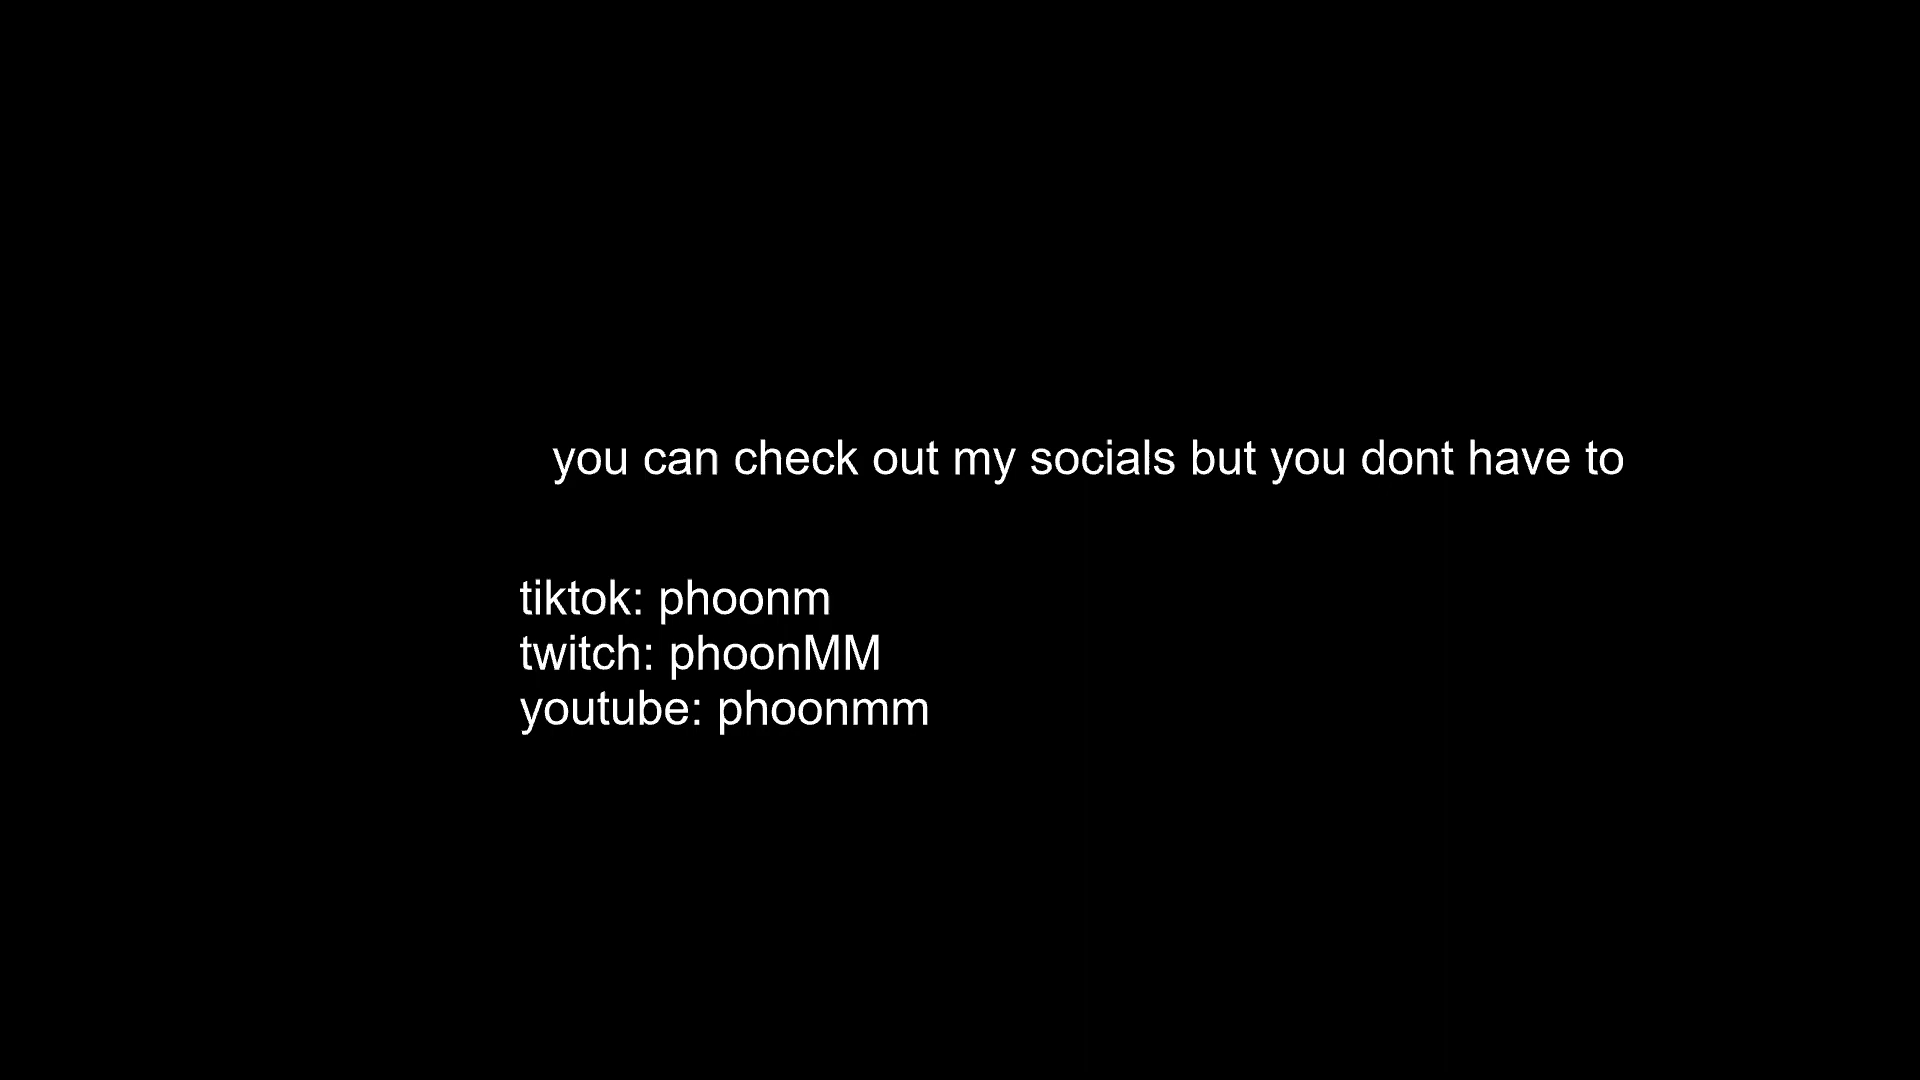 you can check out my socials but you dont have to
tiktok: phoonm
twitch: phoonMM
youtube: phoonmm